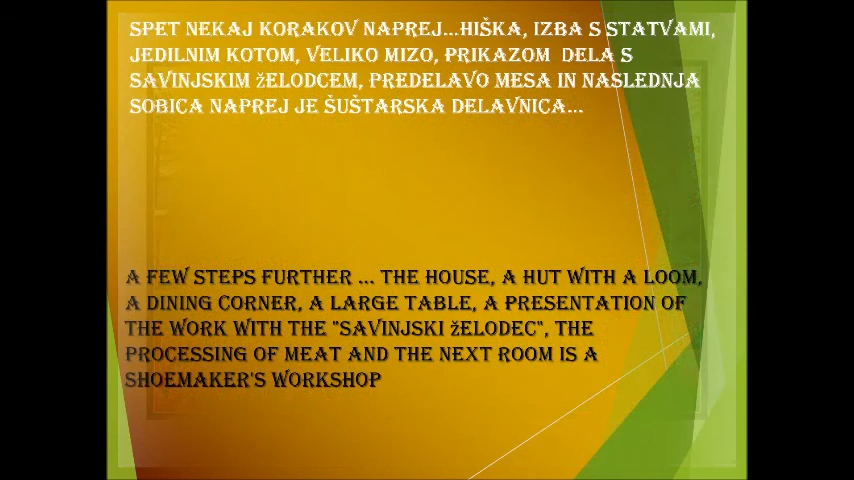 SPET NEKAJ KORAKOV NAPREJ...HIŠKA, IZBA S STATVAMI,
JEDILNIM KOTOM, VELIKO MIZO, PRIKAZOM DELA S
SAVINJSKIM žELODCEM, PREDELAVO MESA IN NASLEDNJA
SOBICA NAPREJ JE ŠUŠTARSKA DELAVNICA...
A FEW STEPS FURTHER ... THE HOUSE, A HUT WITH A LOOM,
A DINING CORNER, A LARGE TABLE, A PRESENTATION OF
THE WORK WITH THE "SAVINJSKI žELODEC", THE
PROCESSING OF MEAT AND THE NEXT ROOM IS A
SHOEMAKER'S WORKSHOP